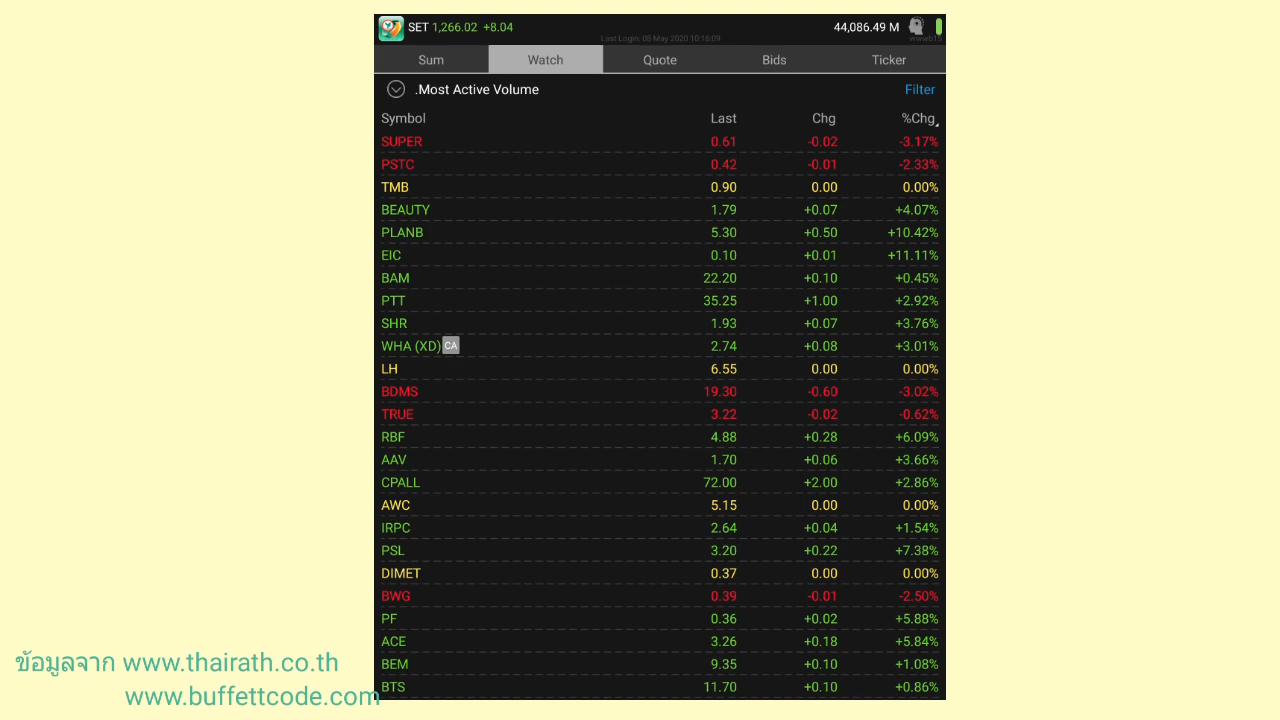 SET 1,266.02 +8.04 44,086.49 M
Last Login: 08 May 2020 10:16:09
Sum Watch Quote Bids Ticker
.Most Active Volume Filter
Symbol Last Chg %Chg
SUPER 0.61 -0.02 -3.17%
PSTC 0.42 -0.01 -2.33%
TMB 0.90 0.00 0.00%
BEAUTY 1.79 +0.07 +4.07%
PLANB 5.30 +0.50 +10.42%
EIC 0.10 +0.01 +11.11%
BAM 22.20 +0.10 +0.45%
PTT 35.25 +1.00 +2.92%
SHR 1.93 +0.07 +3.76%
WHA (XD) CA 2.74 +0.08 +3.01%
LH 6.55 0.00 0.00%
BDMS 19.30 -0.60 -3.02%
TRUE 3.22 -0.02 -0.62%
RBF 4.88 +0.28 +6.09%
AAV 1.70 +0.06 +3.66%
CPALL 72.00 +2.00 +2.86%
AWC 5.15 0.00 0.00%
IRPC 2.64 +0.04 +1.54%
PSL 3.20 +0.22 +7.38%
DIMET 0.37 0.00 0.00%
BWG 0.39 -0.01 -2.50%
PF 0.36 +0.02 +5.88%
ACE 3.26 +0.18 +5.84%
BEM 9.35 +0.10 +1.08%
BTS 11.70 +0.10 +0.86%
ข้อมูลจาก www.thairath.co.th
www.buffettcode.com